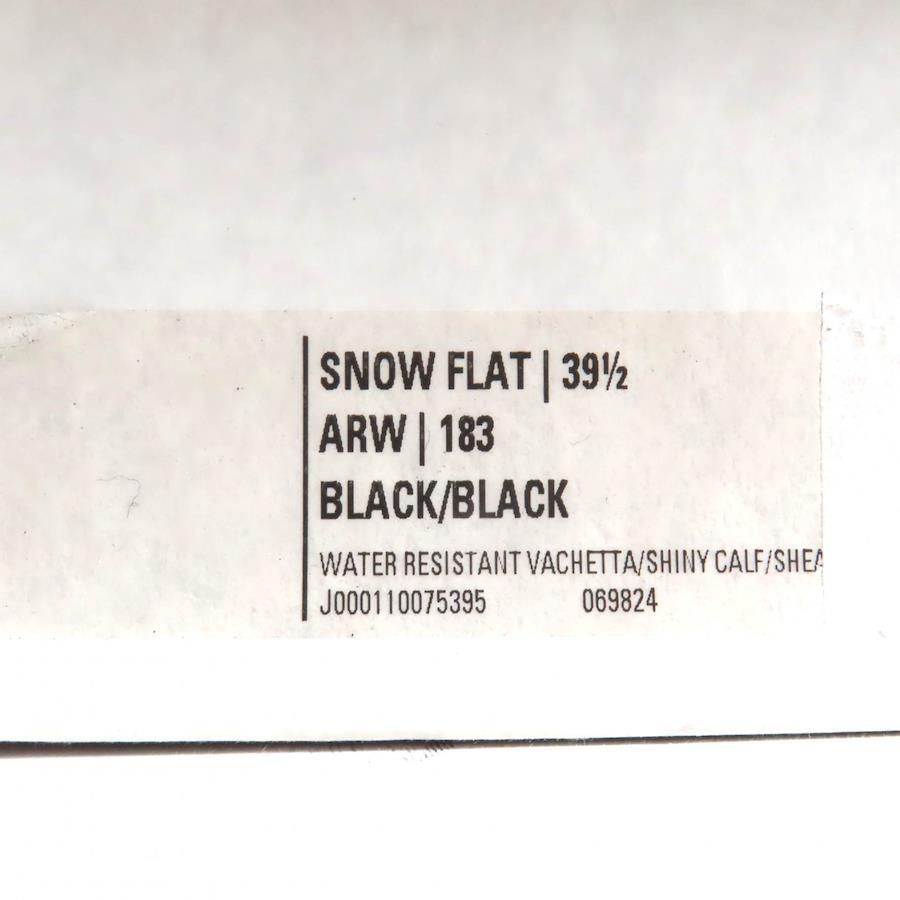 SNOW FLAT | 39½
ARW | 183
BLACK/BLACK
WATER RESISTANT VACHETTA/SHINY CALF/SHEA
J000110075395 069824